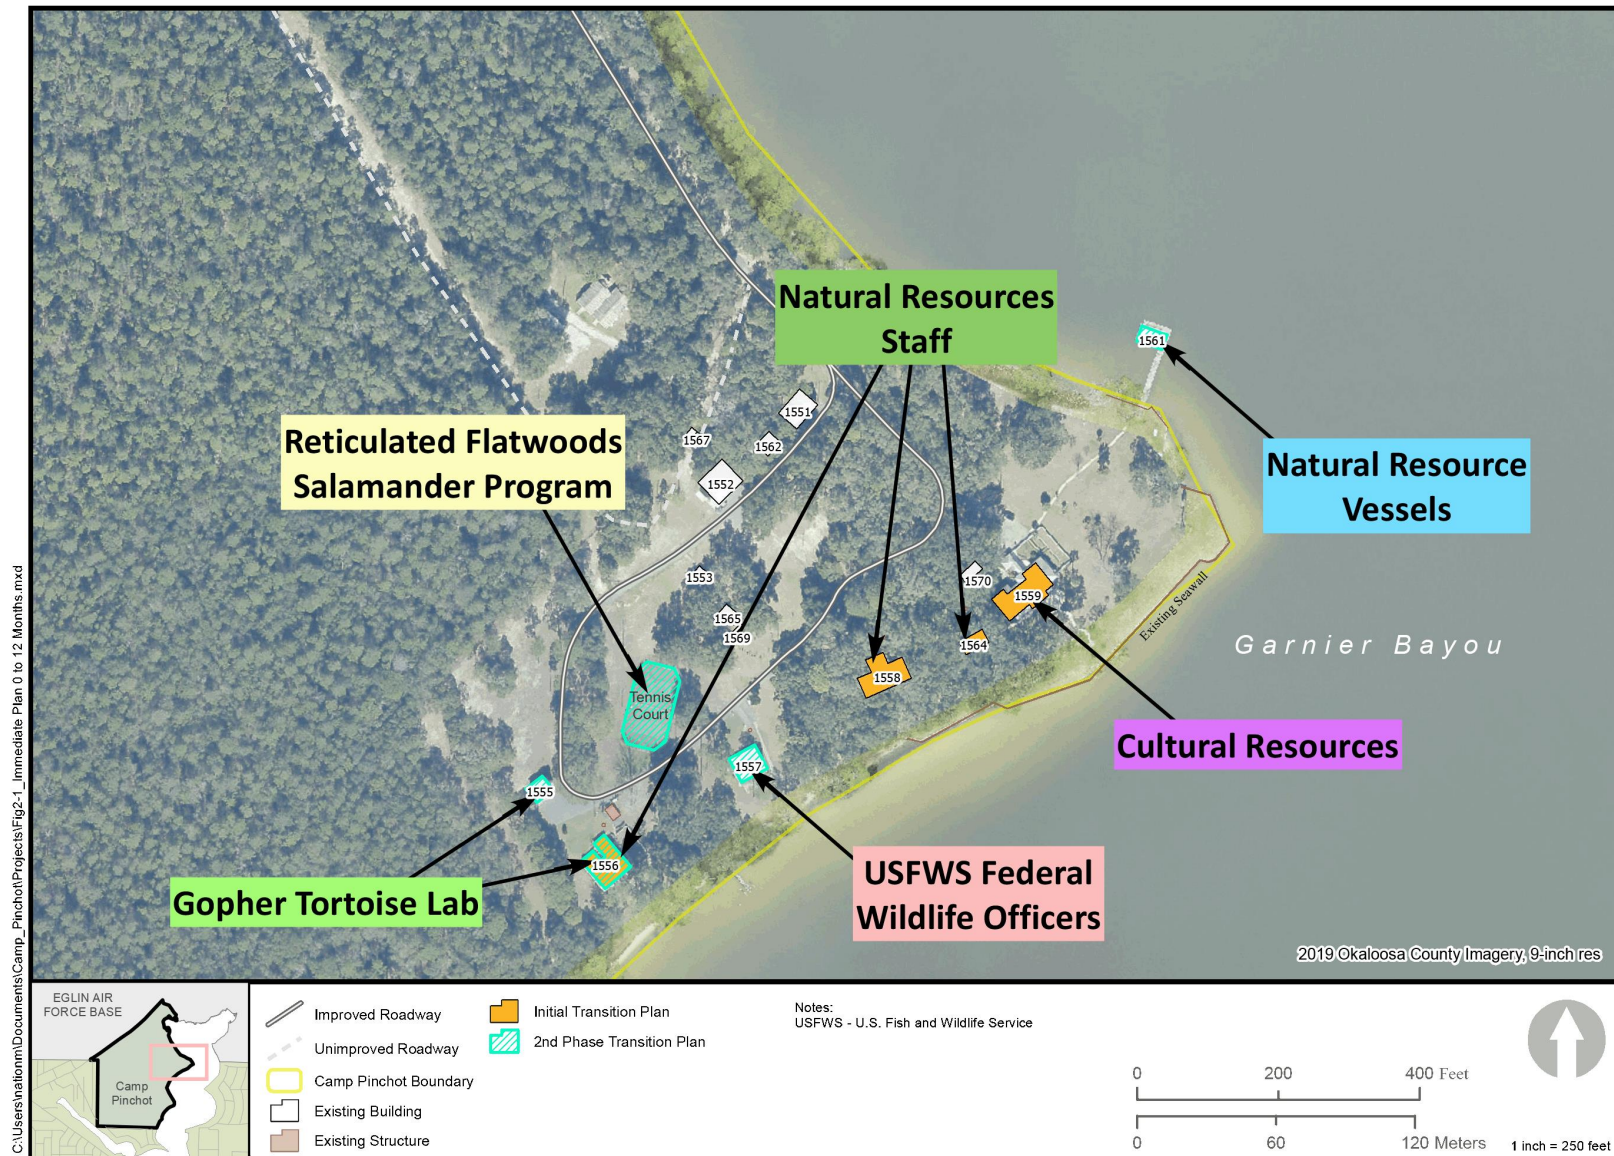 Natural Resources
Staff
1561
1551
1567
1562
Reticulated Flatwoods
Salamander Program
Natural Resource
Vessels
1552
1553
1570
1559
Existing Seawall
1565
1569
1564
Garnier Bayou
1558
Tennis
Court
Cultural Resources
1557
1555
1556
USFWS Federal
Wildlife Officers
Gopher Tortoise Lab
2019 Okaloosa County Imagery, 9-inch res
C:\Users\nationm\Documents\Camp_Pinchot\Projects\Fig2-1_Immediate Plan 0 to 12 Months.mxd
EGLIN AIR
FORCE BASE
Camp
Pinchot
Improved Roadway
Unimproved Roadway
Camp Pinchot Boundary
Existing Building
Existing Structure
Initial Transition Plan
2nd Phase Transition Plan
Notes:
USFWS - U.S. Fish and Wildlife Service
0 200 400 Feet
0 60 120 Meters
1 inch = 250 feet